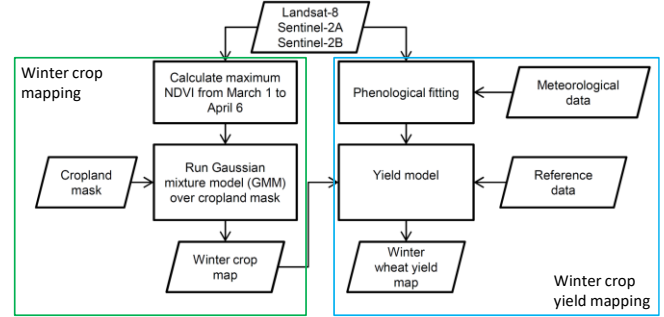 Landsat-8
Sentinel-2A
Sentinel-2B
Winter crop
mapping
Calculate maximum
NDVI from March 1 to
April 6
Phenological fitting
Meteorological
data
Cropland
mask
Run Gaussian
mixture model (GMM)
over cropland mask
Yield model
Reference
data
Winter crop
map
Winter
wheat yield
map
Winter crop
yield mapping